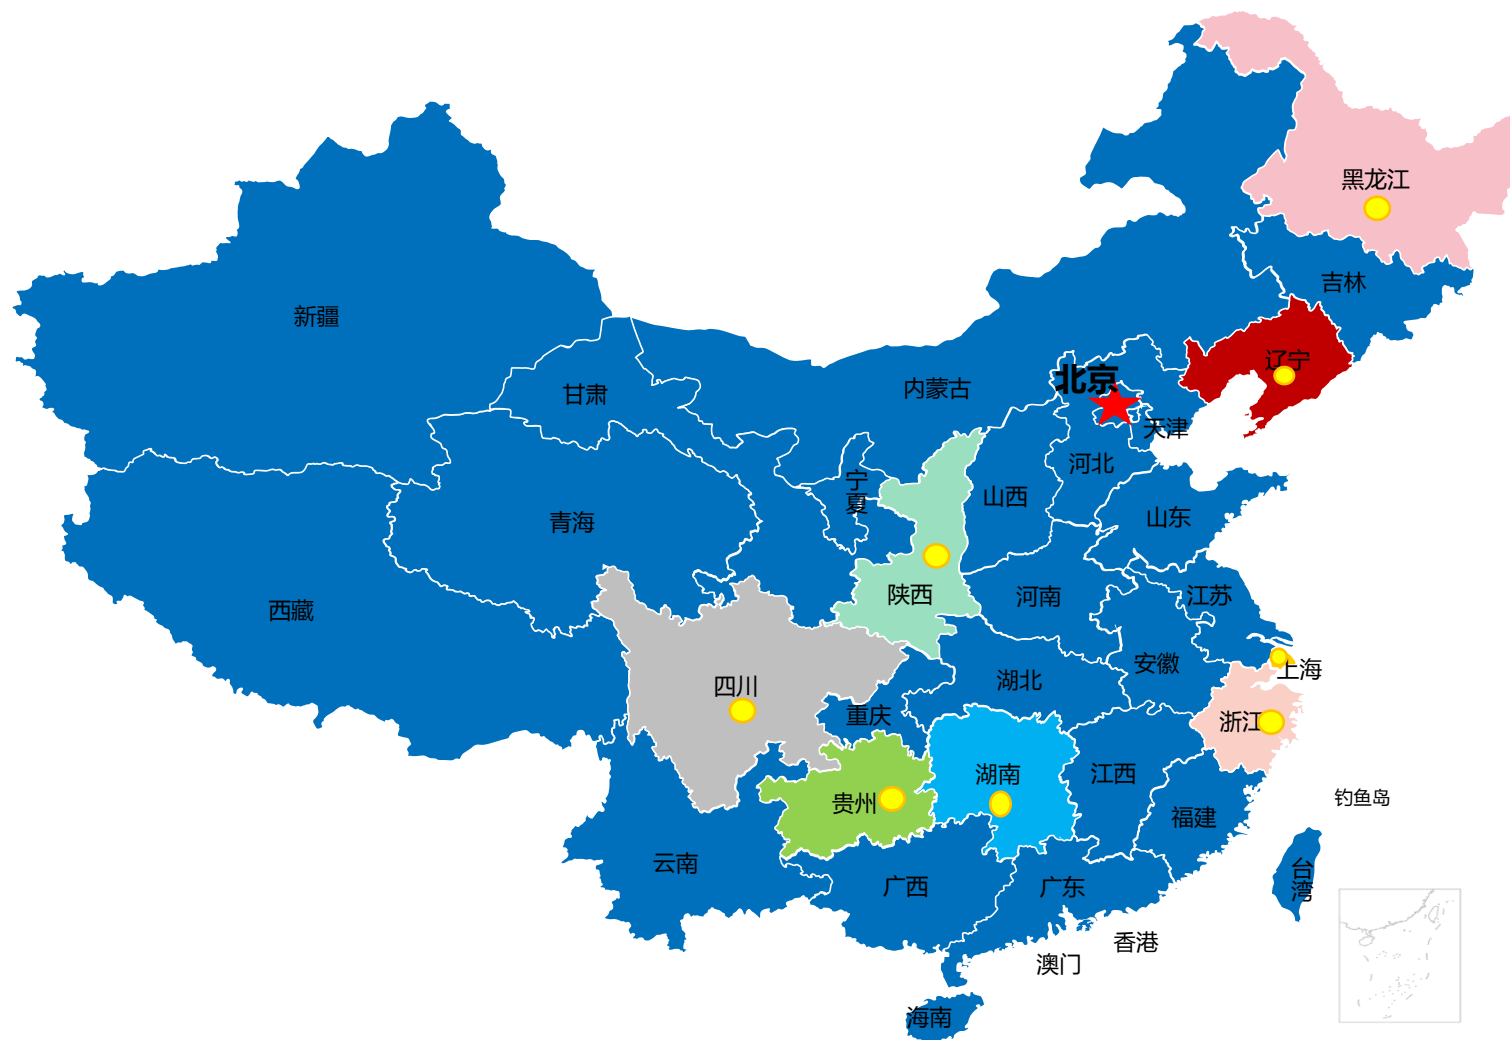 黑龙江
吉林
新疆
辽宁
北京
内蒙古
甘肃
天津
河北
宁夏
山西
山东
青海
陕西
河南
江苏
西藏
安徽
上海
湖北
四川
重庆
浙江
湖南
江西
钓鱼岛
贵州
福建
云南
台湾
广西
广东
香港
澳门
海南